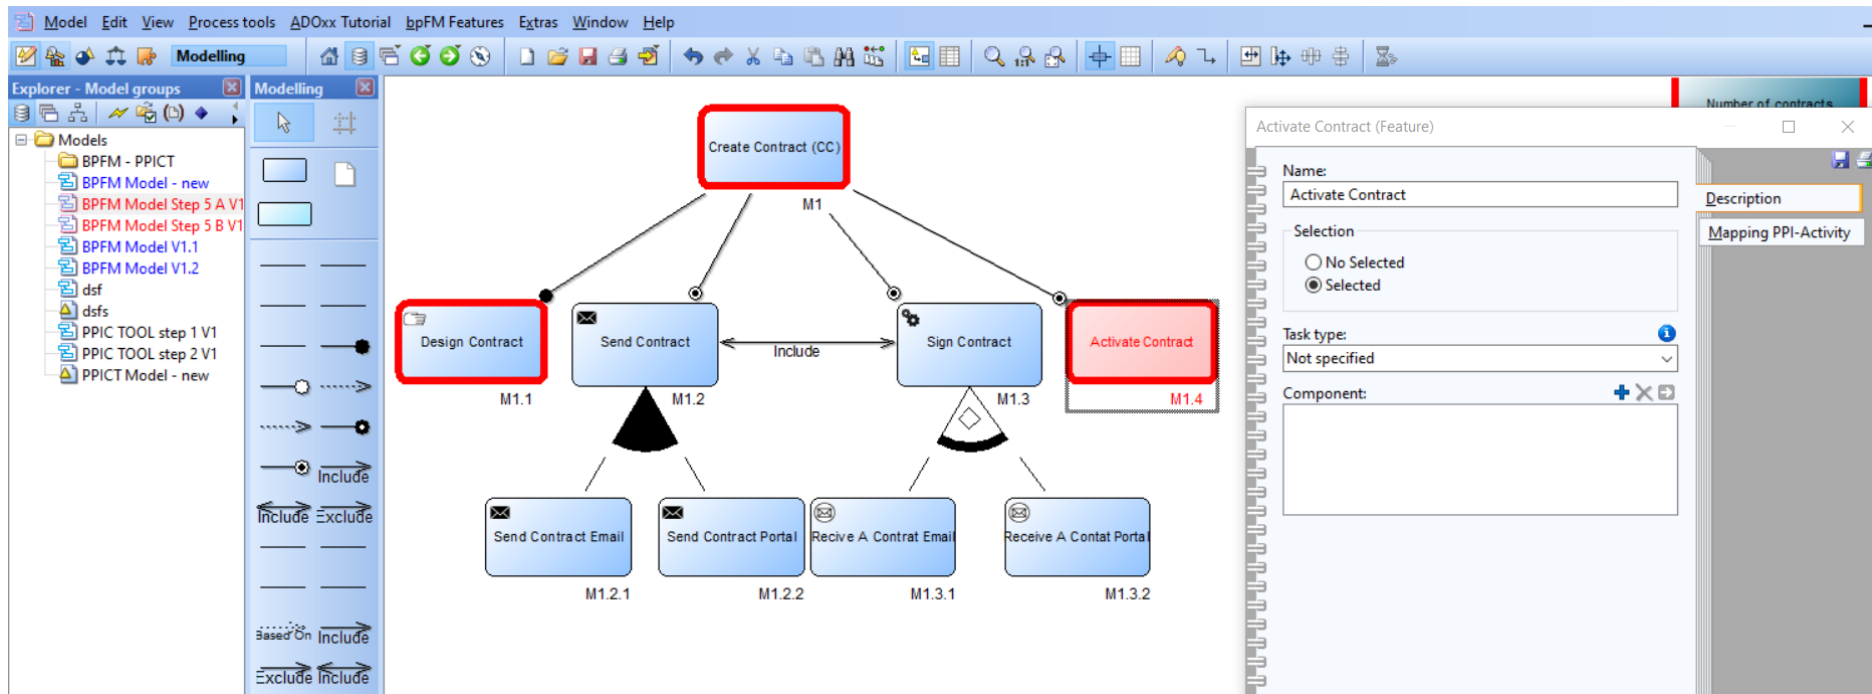 Model Edit View Process tools ADOxx Tutorial bpFM Features Extras Window Help
Modelling
Explorer - Model groups
Models
BPFM - PPICT
BPFM Model - new
BPFM Model Step 5 A V1
BPFM Model Step 5 B V1
BPFM Model V1.1
BPFM Model V1.2
dsf
dsfs
PPIC TOOL step 1 V1
PPIC TOOL step 2 V1
PPICT Model - new
Modelling
Include
Include Exclude
Based On Include
Exclude Include
Create Contract (CC)
M1
Design Contract
M1.1
Send Contract
M1.2
Include
Sign Contract
M1.3
Activate Contract
M1.4
Send Contract Email
M1.2.1
Send Contract Portal
M1.2.2
Recive A Contrat Email
M1.3.1
Receive A Contat Portal
M1.3.2
Number of contracts
Activate Contract (Feature)
Name:
Activate Contract
Selection
No Selected
Selected
Task type:
Not specified
Component:
Description
Mapping PPI-Activity